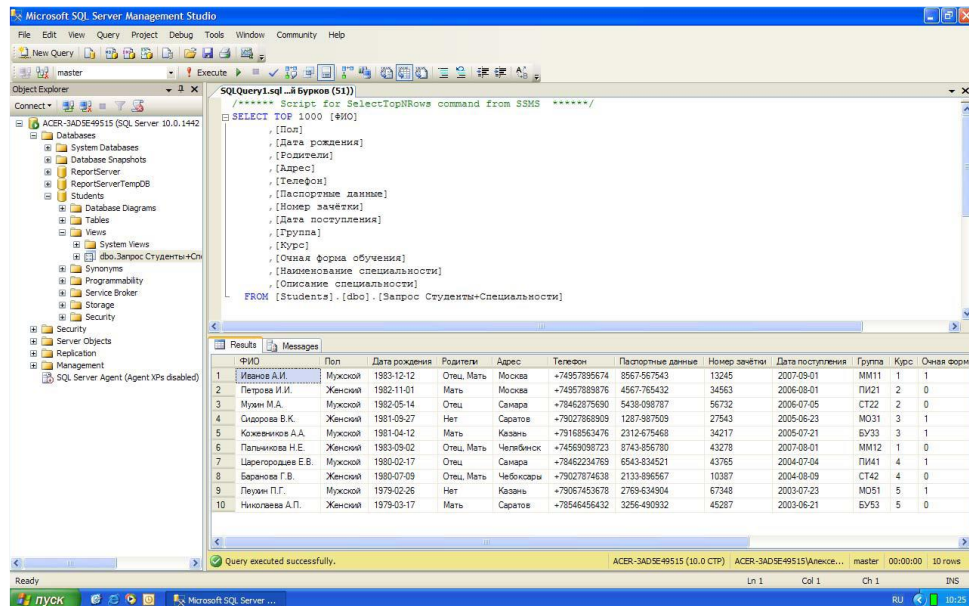 Microsoft SQL Server Management Studio
File Edit View Query Project Debug Tools Window Community Help
New Query
master Execute
Object Explorer
SQLQuery1.sql ...й Бурков (51))
Connect
ACER-3AD5E49515 (SQL Server 10.0.1442
Databases
System Databases
Database Snapshots
ReportServer
ReportServerTempDB
Students
Database Diagrams
Tables
Views
System Views
dbo.Запрос Студенты+Спе
Synonyms
Programmability
Service Broker
Storage
Security
Security
Server Objects
Replication
Management
SQL Server Agent (Agent XPs disabled)
/****** Script for SelectTopNRows command from SSMS ******/
SELECT TOP 1000 [ФИО]
,[Пол]
,[Дата рождения]
,[Родители]
,[Адрес]
,[Телефон]
,[Паспортные данные]
,[Номер зачётки]
,[Дата поступления]
,[Группа]
,[Курс]
,[Очная форма обучения]
,[Наименование специальности]
,[Описание специальности]
FROM [Students].[dbo].[Запрос Студенты+Специальности]
Results Messages
ФИО Пол Дата рождения Родители Адрес Телефон Паспортные данные Номер зачётки Дата поступления Группа Курс Очная форм
1 Иванов А.И. Мужской 1983-12-12 Отец, Мать Москва +74957895674 8567-567543 13245 2007-09-01 ММ11 1 1
2 Петрова И.И. Женский 1982-11-01 Мать Москва +74957889876 4567-765432 34563 2006-08-01 ПИ21 2 0
3 Мухин М.А. Мужской 1982-05-14 Отец Самара +78462875690 5438-098787 56732 2006-07-05 СТ22 2 0
4 Сидорова В.К. Женский 1981-09-27 Нет Саратов +79027868909 1287-987509 27543 2005-06-23 МО31 3 1
5 Кожевников А.А. Мужской 1981-04-12 Мать Казань +79168563476 2312-675468 34217 2005-07-21 БУ33 3 1
6 Пальчикова Н.Е. Женский 1983-09-02 Отец, Мать Челябинск +74569098723 8743-856780 43278 2007-08-01 ММ12 1 0
7 Царегородцев Е.В. Мужской 1980-02-17 Отец Самара +78462234769 6543-834521 43765 2004-07-04 ПИ41 4 1
8 Баранова Г.В. Женский 1980-07-09 Отец, Мать Чебоксары +79027874638 2133-896567 10387 2004-08-09 СТ42 4 0
9 Леухин П.Г. Мужской 1979-02-26 Нет Казань +79067453678 2769-634904 67348 2003-07-23 МО51 5 1
10 Николаева А.П. Женский 1979-03-17 Мать Саратов +78546456432 3256-490932 45287 2003-06-21 БУ53 5 0
Query executed successfully. ACER-3AD5E49515 (10.0 CTP) ACER-3AD5E49515\Алексе... master 00:00:00 10 rows
Ready Ln 1 Col 1 Ch 1 INS
пуск Microsoft SQL Server ... RU 10:25